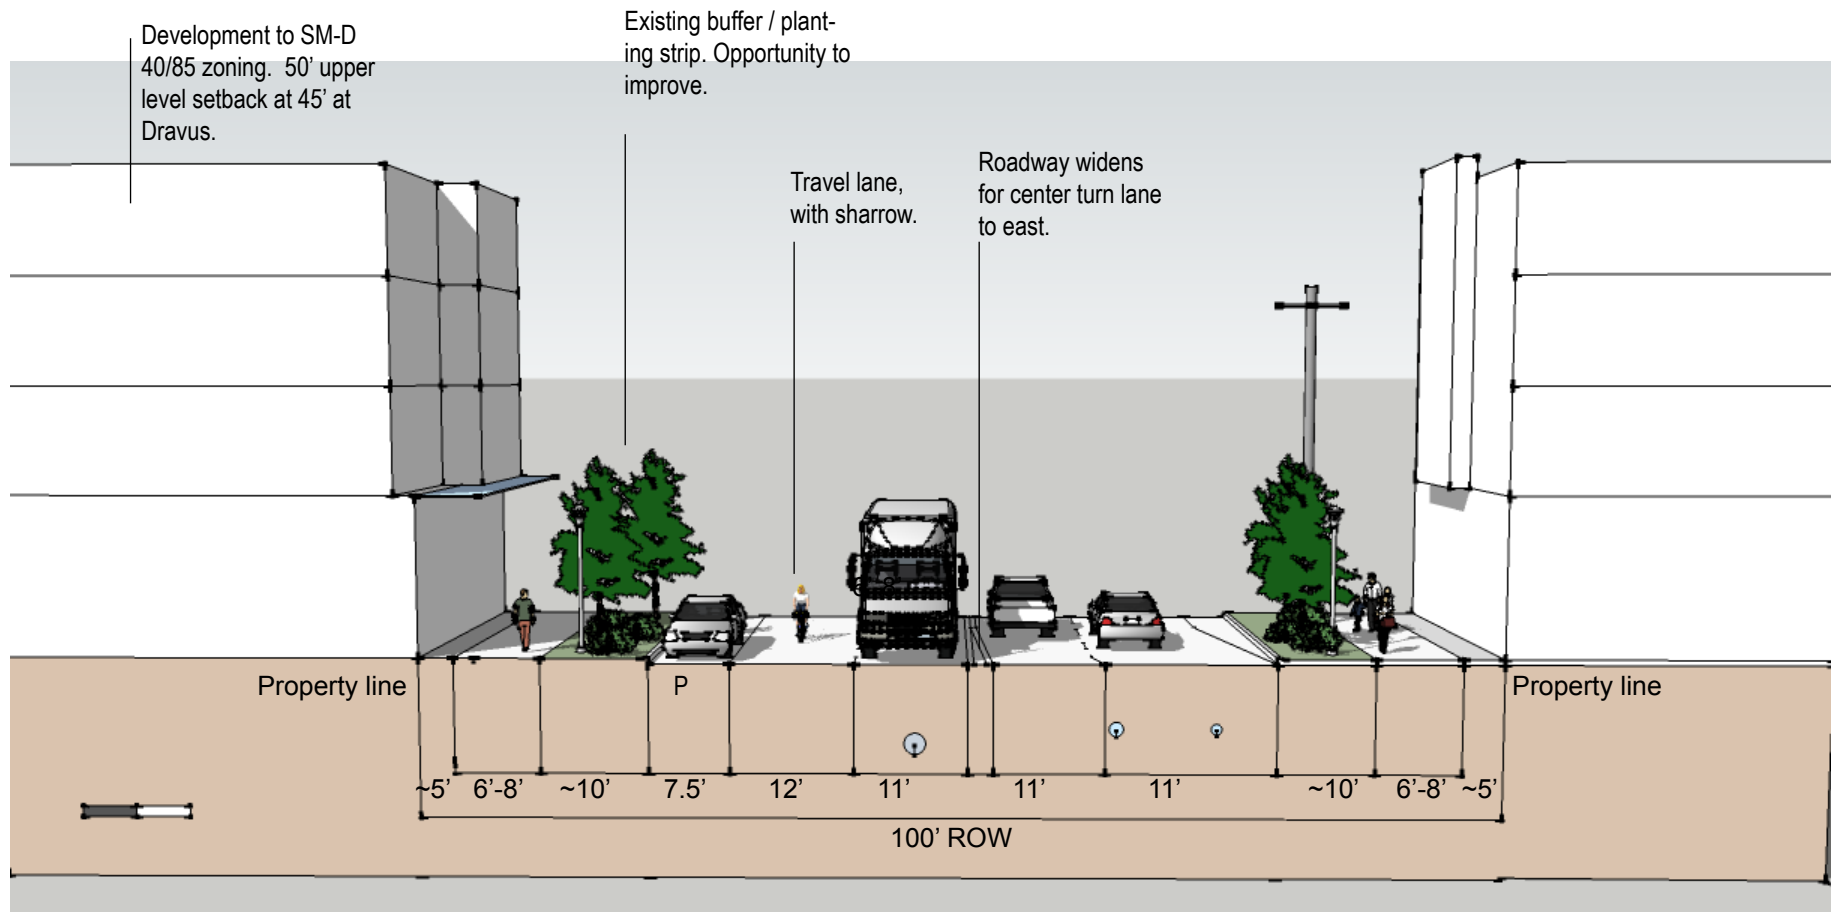 Development to SM-D
40/85 zoning.  50’ upper
level setback at 45’ at
Dravus.
Existing buffer / plant-
ing strip. Opportunity to
improve.
Travel lane,
with sharrow.
Roadway widens
for center turn lane
to east.
Property line
P
Property line
~5’ 6’-8’ ~10’ 7.5’ 12’ 11’ 11’ 11’ ~10’ 6’-8’ ~5’
100’ ROW